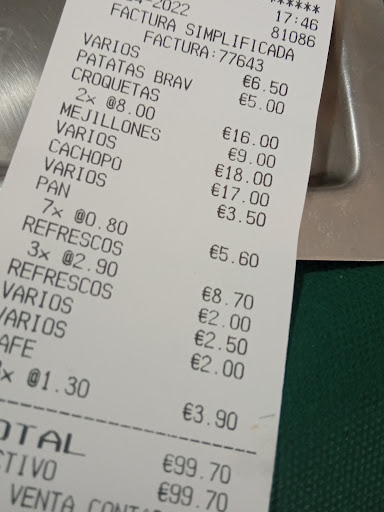 -2022 ******
17:46
FACTURA SIMPLIFICADA 81086
FACTURA:77643
VARIOS €6.50
PATATAS BRAV €5.00
CROQUETAS
2x @8.00 €16.00
MEJILLONES €9.00
VARIOS €18.00
CACHOPO €17.00
VARIOS €3.50
PAN
7x @0.80 €5.60
REFRESCOS
3x @2.90 €8.70
REFRESCOS €2.00
VARIOS €2.50
VARIOS €2.00
AFE
x @1.30 €3.90
OTAL €99.70
CTIVO €99.70
VENTA